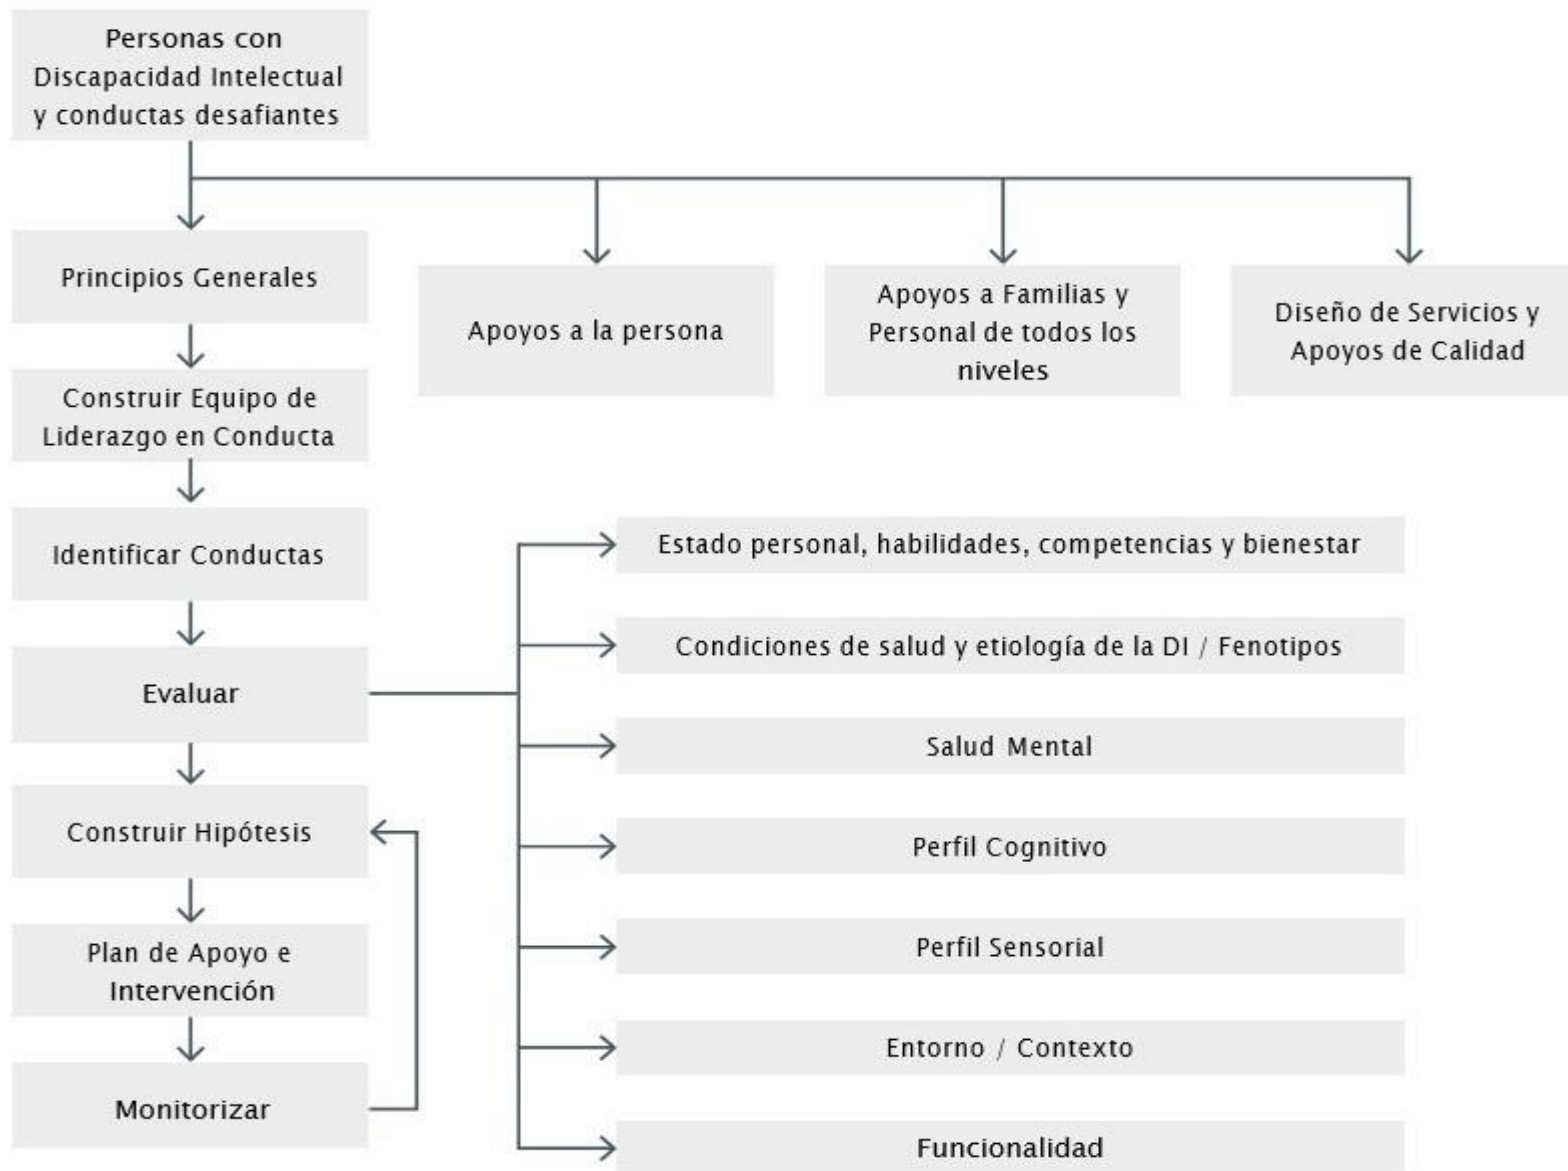 Personas con
Discapacidad Intelectual
y conductas desafiantes
Principios Generales
Apoyos a la persona
Apoyos a Familias y
Personal de todos los
niveles
Diseño de Servicios y
Apoyos de Calidad
Construir Equipo de
Liderazgo en Conducta
Identificar Conductas
Evaluar
Construir Hipótesis
Plan de Apoyo e
Intervención
Monitorizar
Estado personal, habilidades, competencias y bienestar
Condiciones de salud y etiología de la DI / Fenotipos
Salud Mental
Perfil Cognitivo
Perfil Sensorial
Entorno / Contexto
Funcionalidad